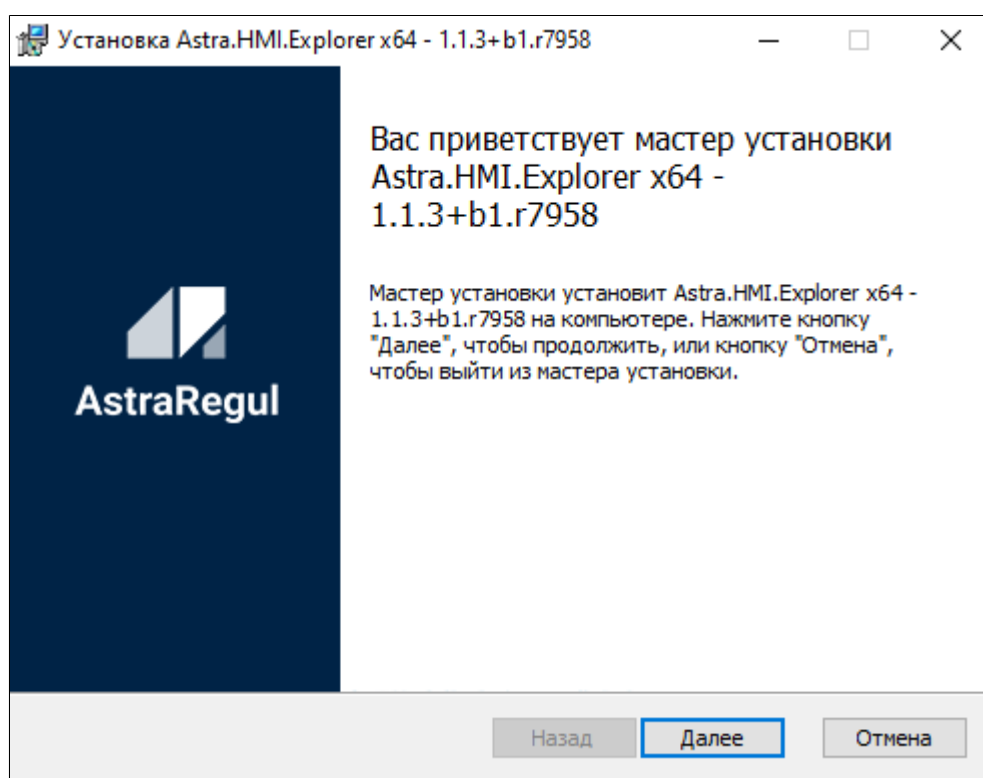 Установка Astra.HMI.Explorer x64 - 1.1.3+b1.r7958
Вас приветствует мастер установки
Astra.HMI.Explorer x64 -
1.1.3+b1.r7958
Мастер установки установит Astra.HMI.Explorer x64 -
1.1.3+b1.r7958 на компьютере. Нажмите кнопку
"Далее", чтобы продолжить, или кнопку "Отмена",
чтобы выйти из мастера установки.
AstraRegul
Назад Далее Отмена